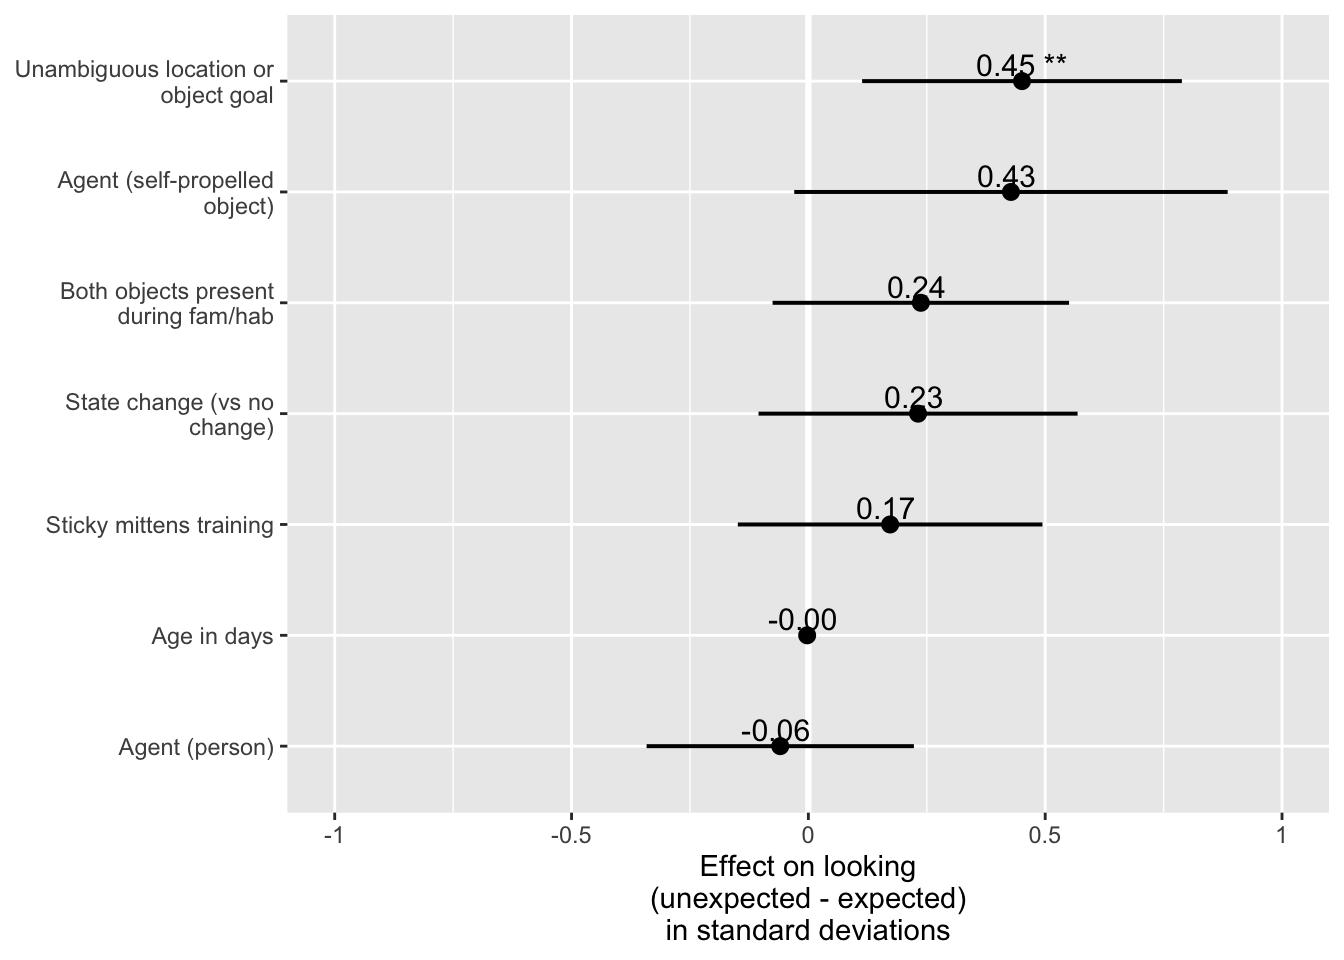 Unambiguous location or
object goal
0.45 **
Agent (self-propelled
object)
0.43
Both objects present
during fam/hab
0.24
State change (vs no
change)
0.23
Sticky mittens training
0.17
Age in days
-0.00
Agent (person)
-0.06
-1 -0.5 0 0.5 1
Effect on looking
(unexpected - expected)
in standard deviations